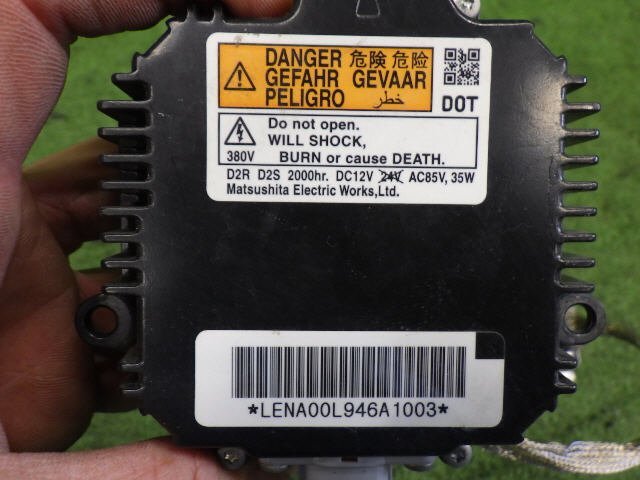 DANGER 危険 危险
GEFAHR GEVAAR
PELIGRO خطر
DOT
Do not open.
WILL SHOCK,
380V BURN or cause DEATH.
D2R D2S 2000hr. DC12V 24V AC85V, 35W
Matsushita Electric Works,Ltd.
*LENA00L946A1003*